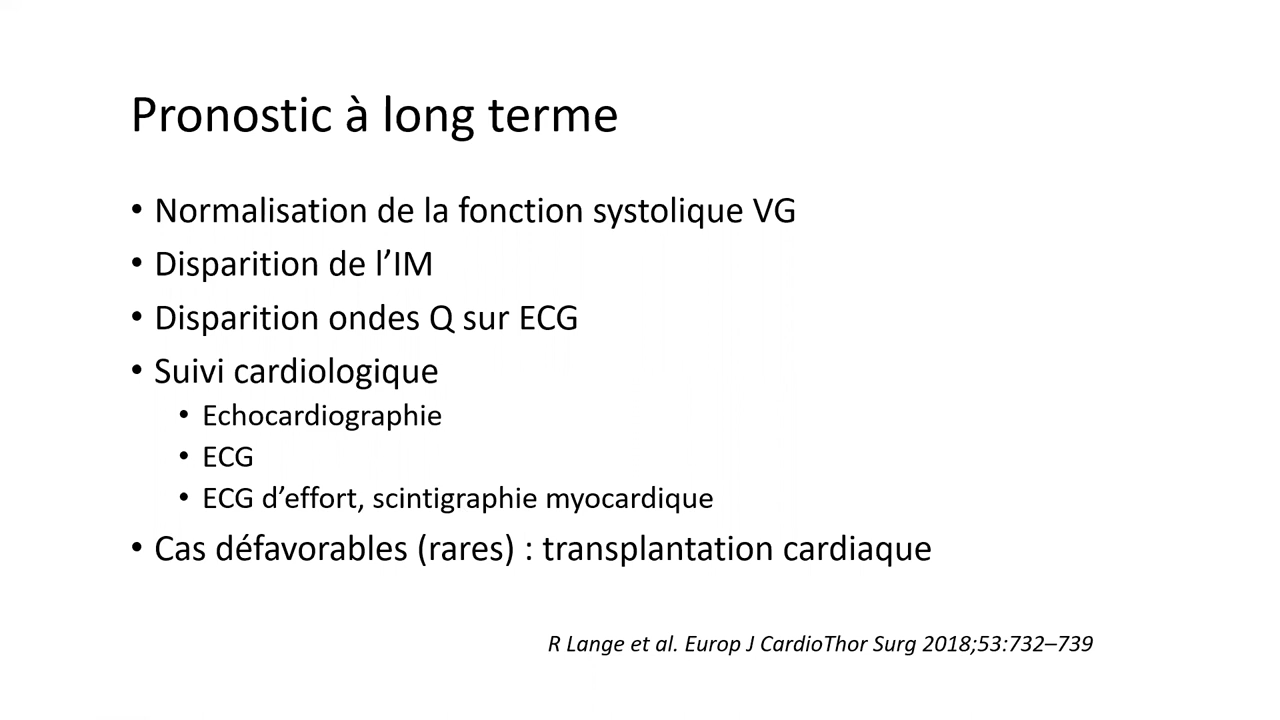 Pronostic à long terme
• Normalisation de la fonction systolique VG
• Disparition de l’IM
• Disparition ondes Q sur ECG
• Suivi cardiologique
• Echocardiographie
• ECG
• ECG d’effort, scintigraphie myocardique
• Cas défavorables (rares) : transplantation cardiaque
R Lange et al. Europ J CardioThor Surg 2018;53:732–739